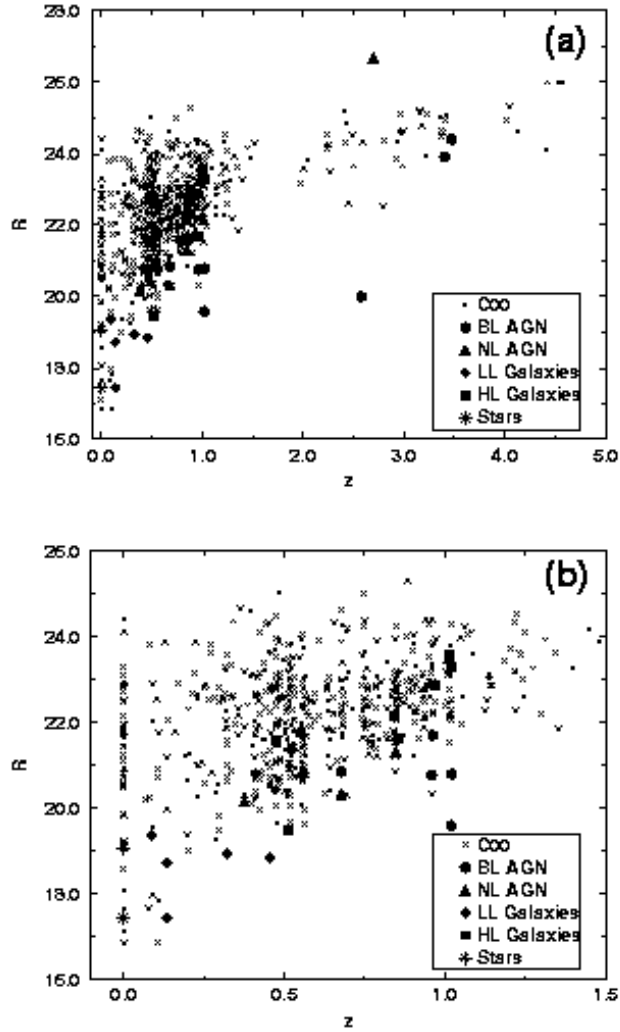 28.0
(a)
26.0
24.0
22.0
20.0
18.0
16.0
R
C00
BL AGN
NL AGN
LL Galaxies
HL Galaxies
Stars
0.0 1.0 2.0 3.0 4.0 5.0
z
26.0
(b)
24.0
22.0
20.0
18.0
16.0
R
C00
BL AGN
NL AGN
LL Galaxies
HL Galaxies
Stars
0.0 0.5 1.0 1.5
z